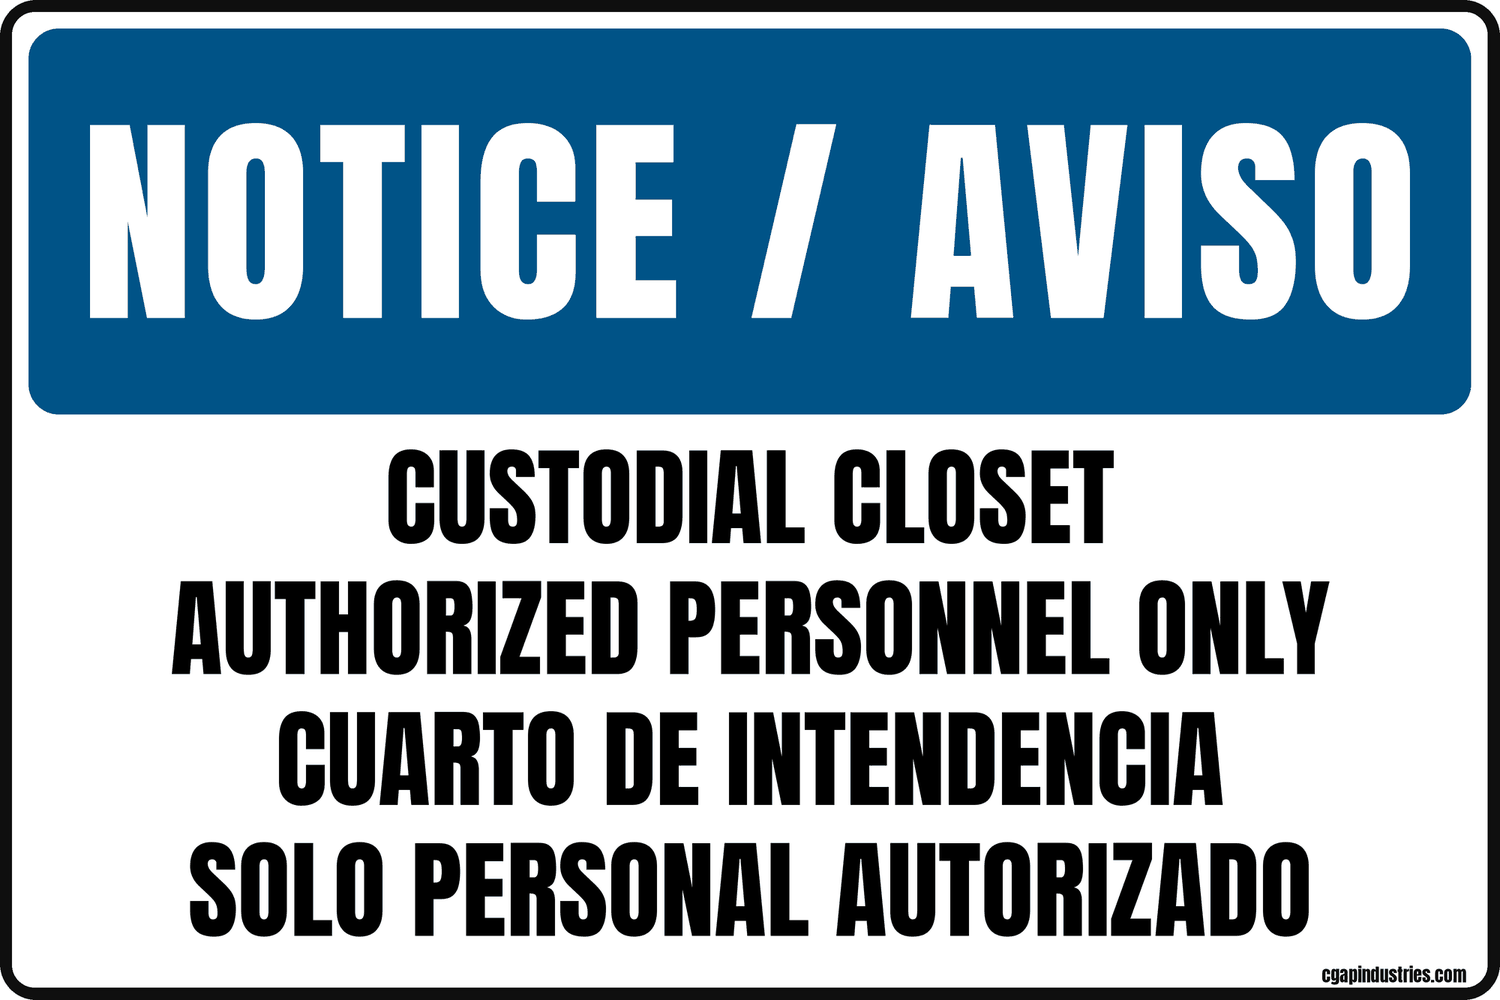 NOTICE / AVISO
CUSTODIAL CLOSET
AUTHORIZED PERSONNEL ONLY
CUARTO DE INTENDENCIA
SOLO PERSONAL AUTORIZADO
cgapindustries.com